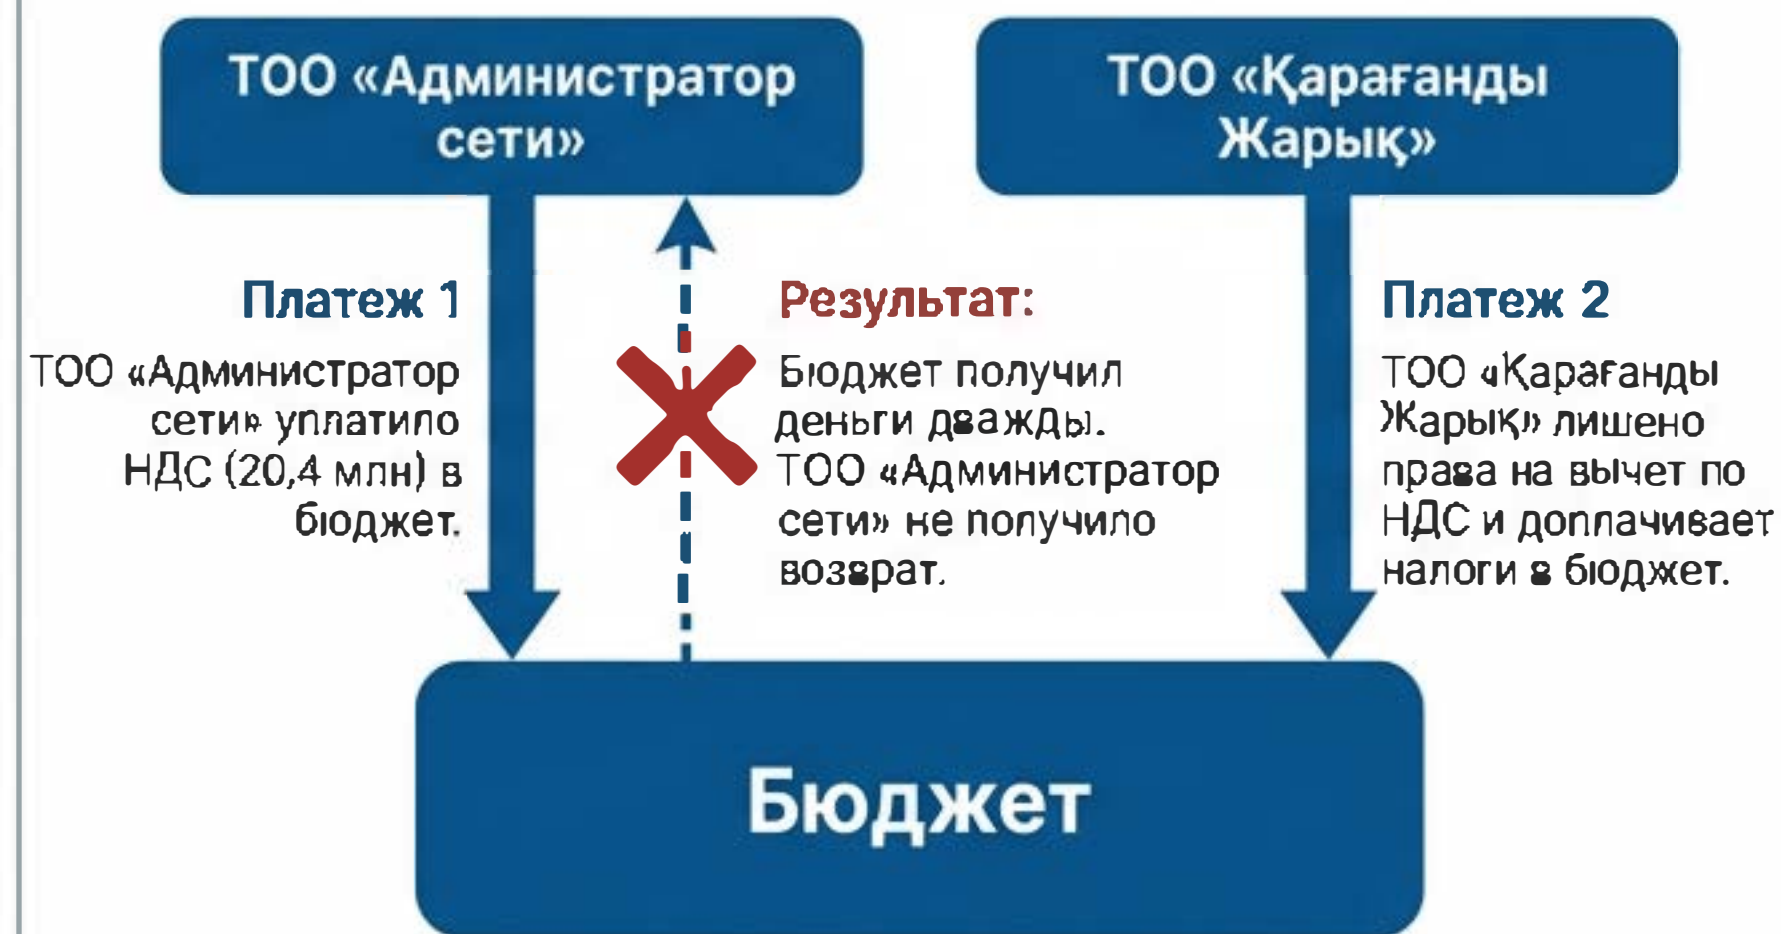 ТОО «Администратор
сети»
ТОО «Қарағанды
Жарық»
Платеж 1
ТОО «Администратор
сети» уплатило
НДС (20,4 млн) в
бюджет.
Результат:
Бюджет получил
деньги дважды.
ТОО «Администратор
сети» не получило
возврат.
Платеж 2
ТОО «Қарағанды
Жарық» лишено
права на вычет по
НДС и доплачивает
налоги в бюджет.
Бюджет